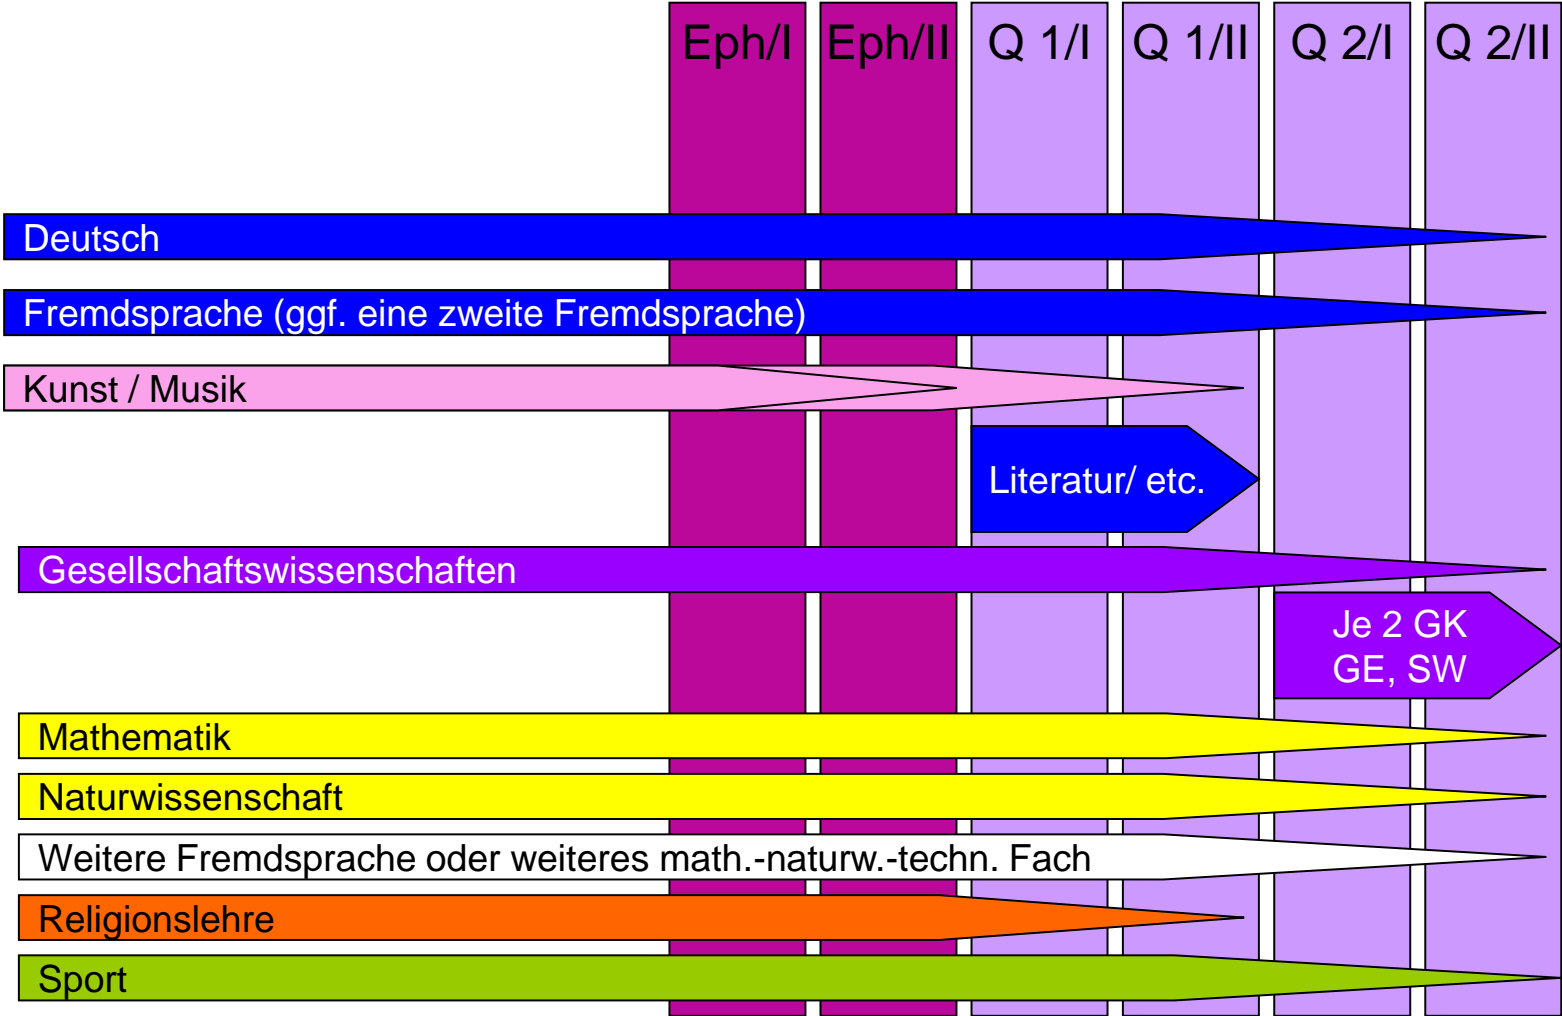 Eph/I Eph/II Q 1/I Q 1/II Q 2/I Q 2/II
Deutsch
Fremdsprache (ggf. eine zweite Fremdsprache)
Kunst / Musik
Literatur/ etc.
Gesellschaftswissenschaften
Je 2 GK
GE, SW
Mathematik
Naturwissenschaft
Weitere Fremdsprache oder weiteres math.-naturw.-techn. Fach
Religionslehre
Sport